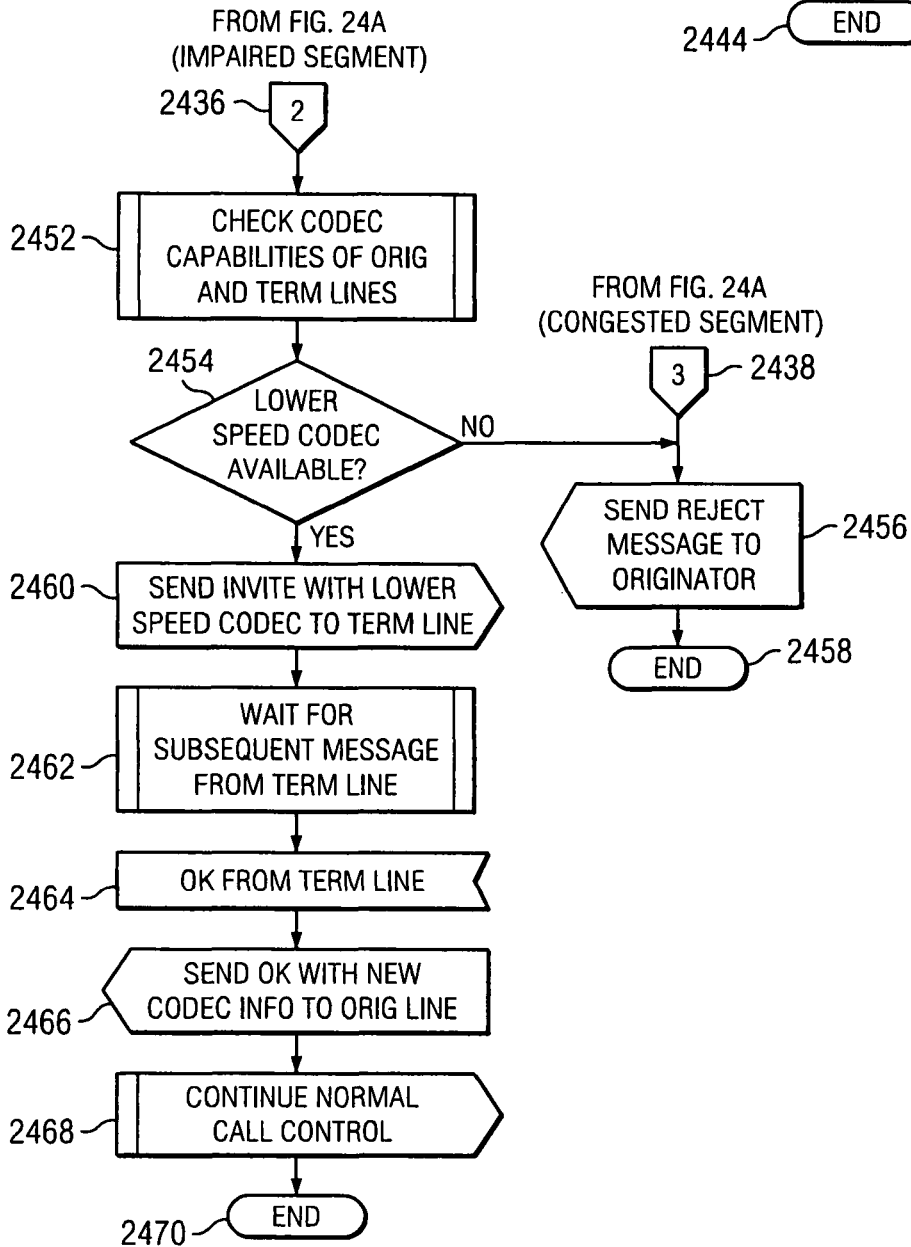 FROM FIG. 24A
(IMPAIRED SEGMENT)
2436
2
2444
END
2452
CHECK CODEC
CAPABILITIES OF ORIG
AND TERM LINES
FROM FIG. 24A
(CONGESTED SEGMENT)
3
2438
2454
LOWER
SPEED CODEC
AVAILABLE?
NO
YES
SEND REJECT
MESSAGE TO
ORIGINATOR
2456
END
2458
2460
SEND INVITE WITH LOWER
SPEED CODEC TO TERM LINE
2462
WAIT FOR
SUBSEQUENT MESSAGE
FROM TERM LINE
2464
OK FROM TERM LINE
2466
SEND OK WITH NEW
CODEC INFO TO ORIG LINE
2468
CONTINUE NORMAL
CALL CONTROL
2470
END